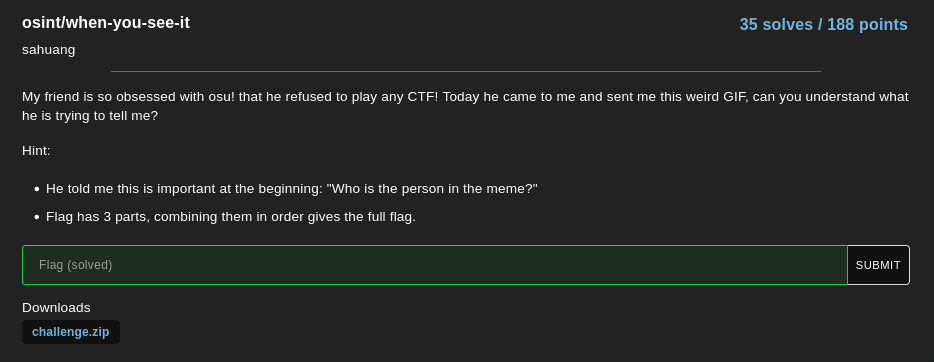 osint/when-you-see-it
35 solves / 188 points
sahuang
My friend is so obsessed with osu! that he refused to play any CTF! Today he came to me and sent me this weird GIF, can you understand what
he is trying to tell me?
Hint:
• He told me this is important at the beginning: "Who is the person in the meme?"
• Flag has 3 parts, combining them in order gives the full flag.
Flag (solved)
SUBMIT
Downloads
challenge.zip